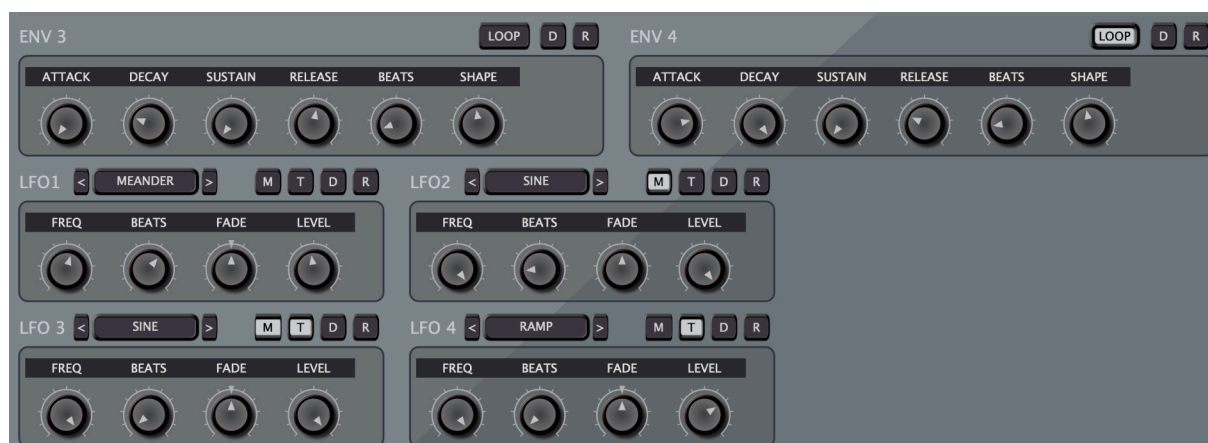 ENV 3 LOOP D R ENV 4 LOOP D R
ATTACK DECAY SUSTAIN RELEASE BEATS SHAPE ATTACK DECAY SUSTAIN RELEASE BEATS SHAPE
LFO1 < MEANDER > M T D R LFO2 < SINE > M T D R
FREQ BEATS FADE LEVEL FREQ BEATS FADE LEVEL
LFO 3 < SINE > M T D R LFO 4 < RAMP > M T D R
FREQ BEATS FADE LEVEL FREQ BEATS FADE LEVEL